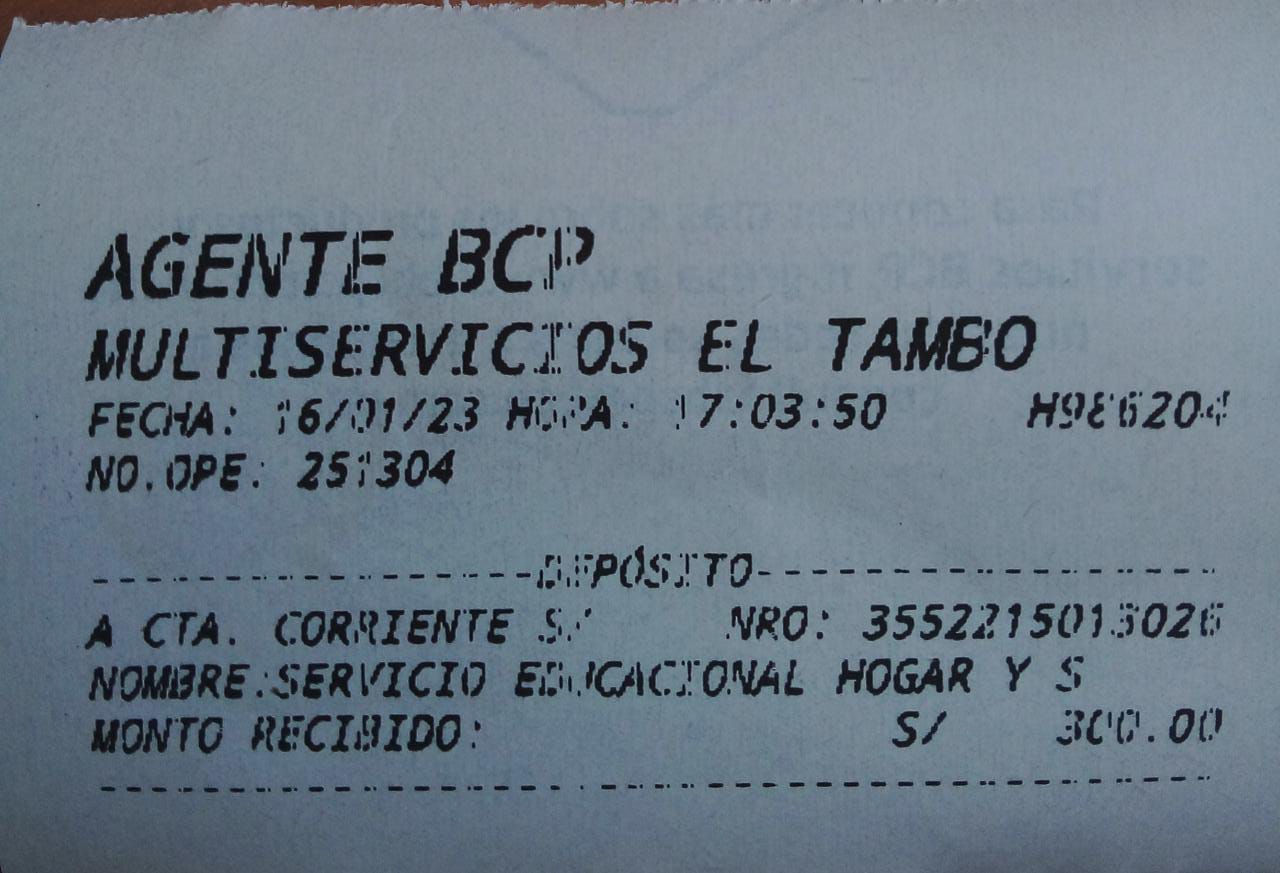 AGENTE BCP
MULTISERVICIOS EL TAMBO
FECHA: 16/01/23 HORA: 17:03:50 H986204
NO.OPE: 251304
DEPÓSITO
A CTA. CORRIENTE S/ NRO: 3552215013026
NOMBRE:SERVICIO EDUCACIONAL HOGAR Y S
MONTO RECIBIDO: S/ 300.00